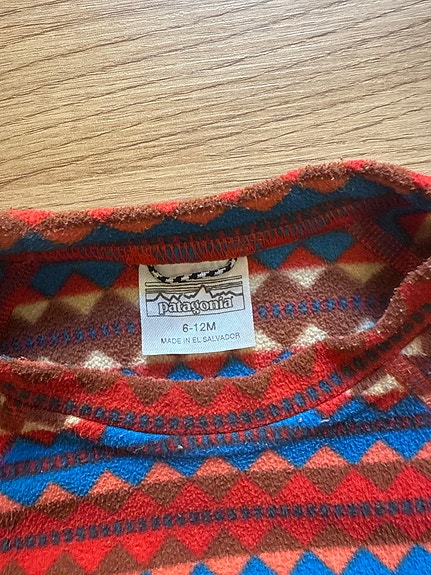 patagonia
6-12M
MADE IN EL SALVADOR